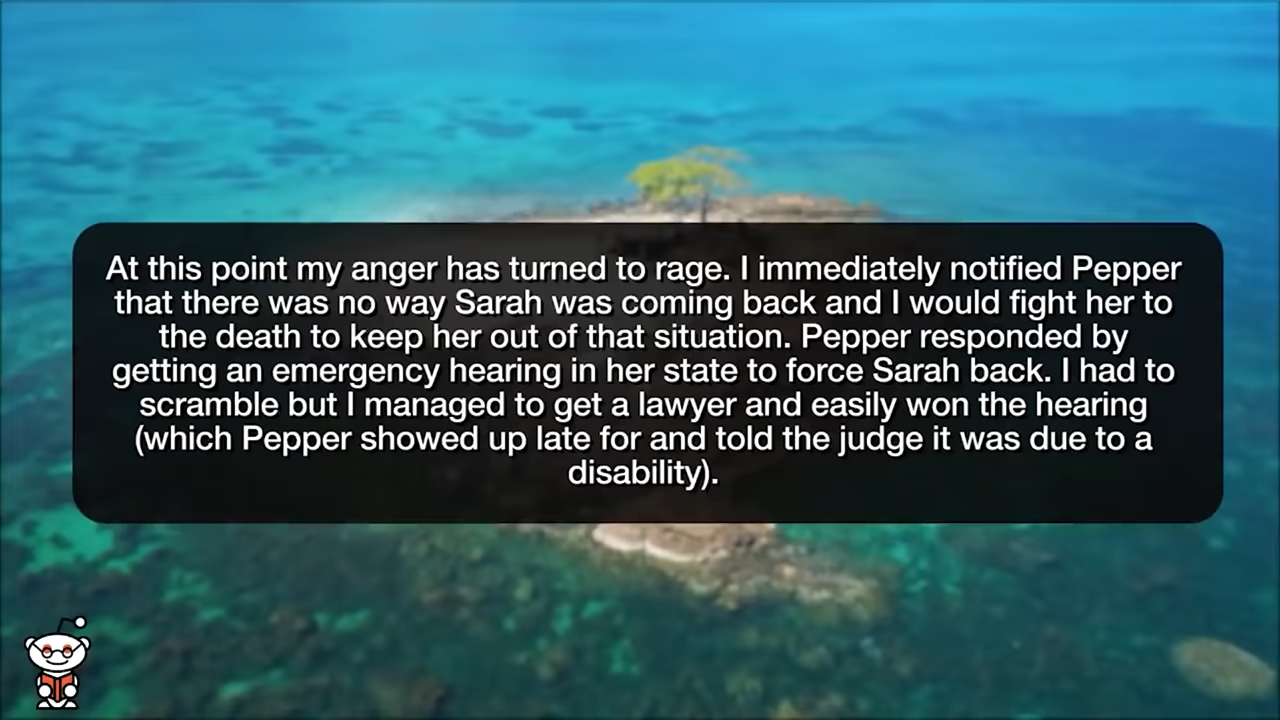 At this point my anger has turned to rage. I immediately notified Pepper
that there was no way Sarah was coming back and I would fight her to
the death to keep her out of that situation. Pepper responded by
getting an emergency hearing in her state to force Sarah back. I had to
scramble but I managed to get a lawyer and easily won the hearing
(which Pepper showed up late for and told the judge it was due to a
disability).